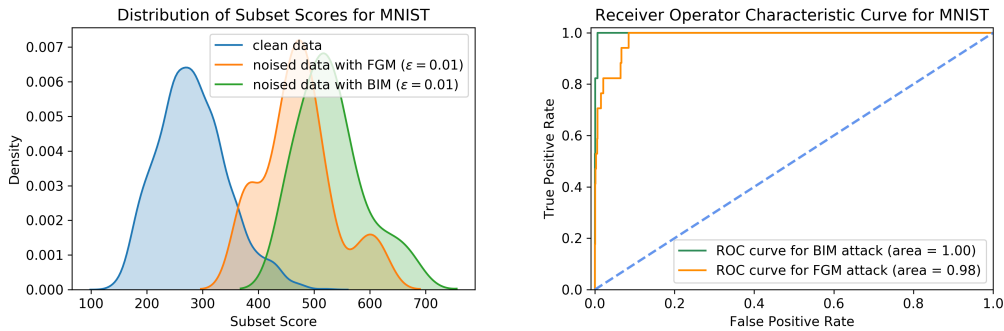 Distribution of Subset Scores for MNIST
0.007
0.006
0.005
0.004
0.003
0.002
0.001
0.000
Density
clean data
noised data with FGM (ε = 0.01)
noised data with BIM (ε = 0.01)
100 200 300 400 500 600 700
Subset Score
Receiver Operator Characteristic Curve for MNIST
1.0
0.8
0.6
0.4
0.2
0.0
True Positive Rate
ROC curve for BIM attack (area = 1.00)
ROC curve for FGM attack (area = 0.98)
0.0 0.2 0.4 0.6 0.8 1.0
False Positive Rate